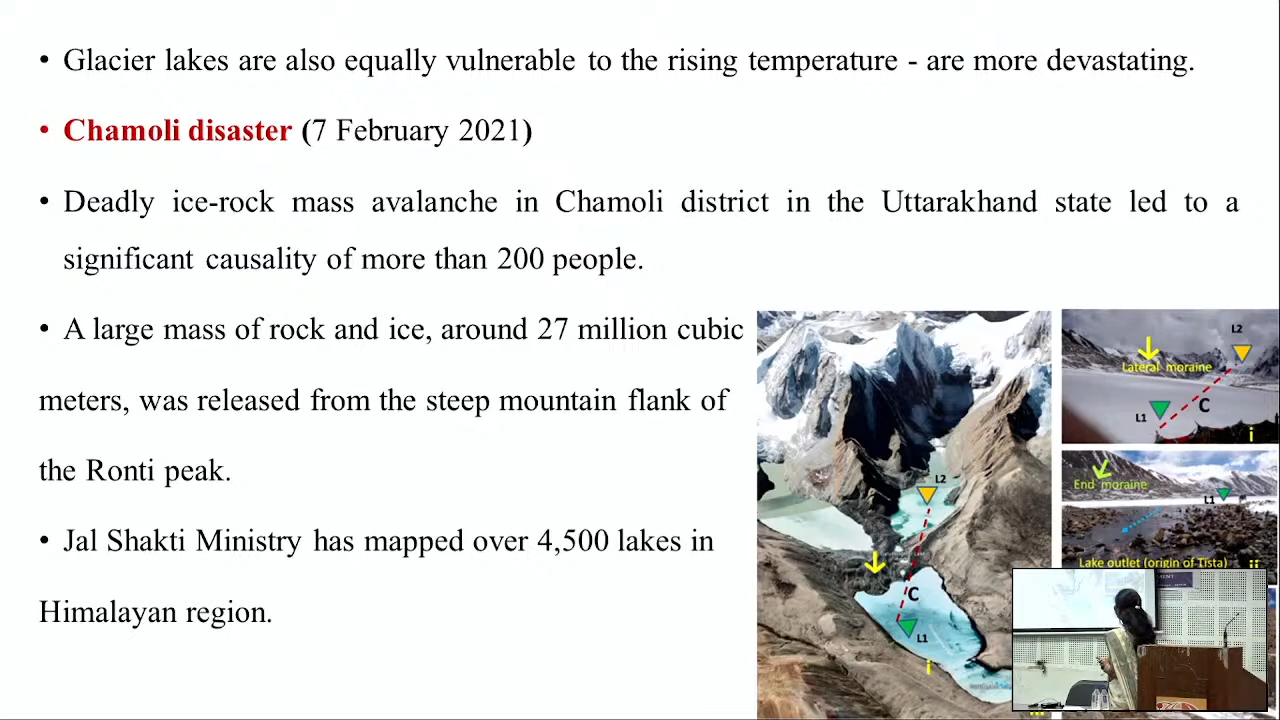 • Glacier lakes are also equally vulnerable to the rising temperature - are more devastating.
• Chamoli disaster (7 February 2021)
• Deadly ice-rock mass avalanche in Chamoli district in the Uttarakhand state led to a
significant causality of more than 200 people.
• A large mass of rock and ice, around 27 million cubic
meters, was released from the steep mountain flank of
the Ronti peak.
• Jal Shakti Ministry has mapped over 4,500 lakes in
Himalayan region.
L2
C
L1
i
L2
Lateral moraine
L1
C
i
End moraine
L1
Lake outlet (origin of Tista)
ii